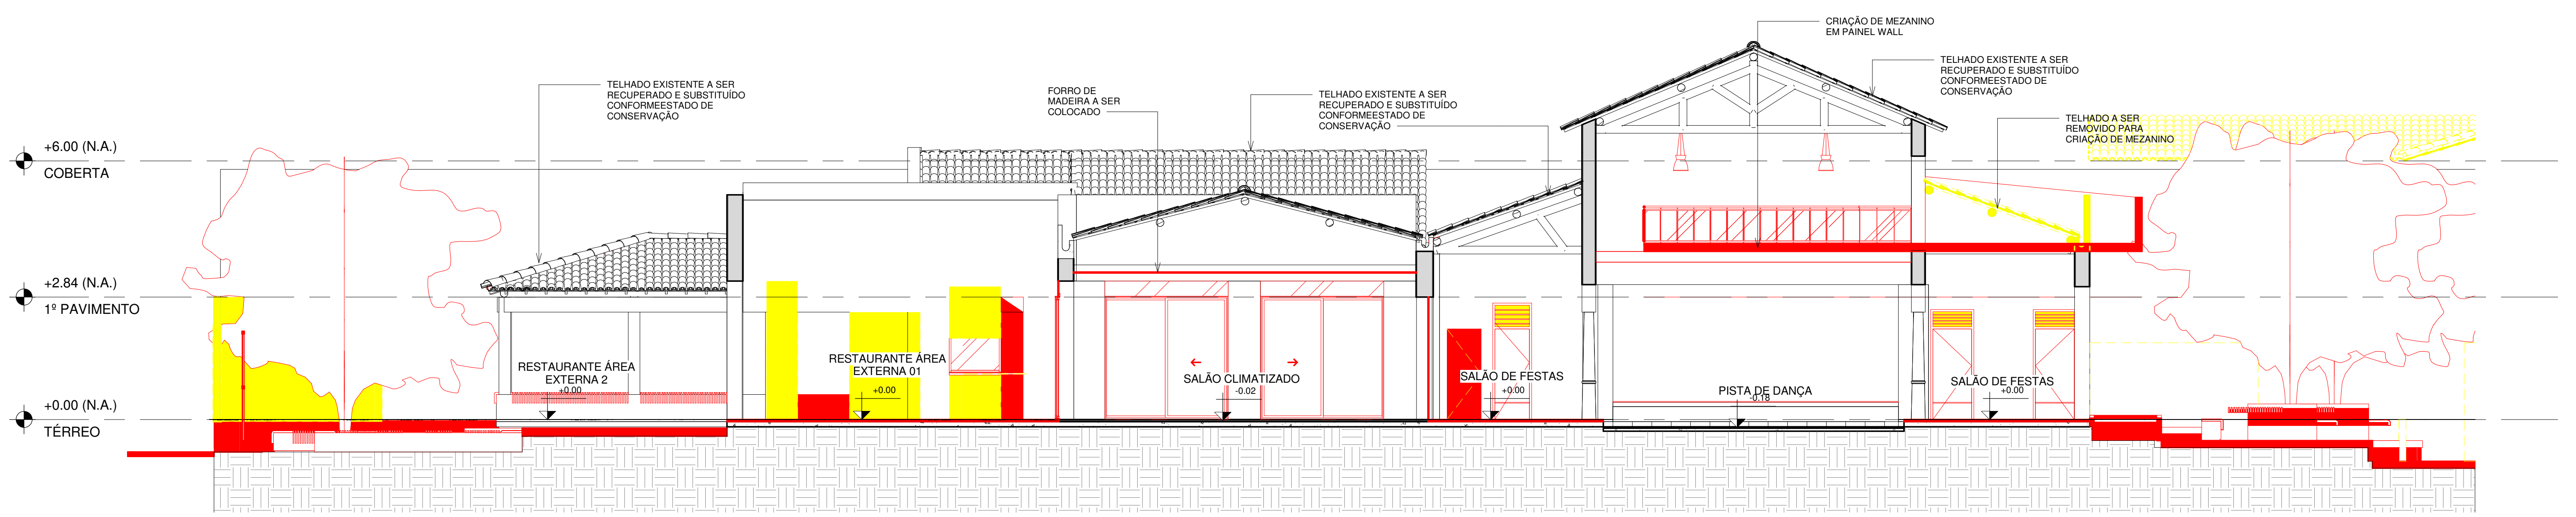 CRIAÇÃO DE MEZANINO
EM PAINEL WALL
TELHADO EXISTENTE A SER
RECUPERADO E SUBSTITUÍDO
CONFORMEESTADO DE
CONSERVAÇÃO
TELHADO EXISTENTE A SER
RECUPERADO E SUBSTITUÍDO
CONFORMEESTADO DE
CONSERVAÇÃO
FORRO DE
MADEIRA A SER
COLOCADO
TELHADO EXISTENTE A SER
RECUPERADO E SUBSTITUÍDO
CONFORMEESTADO DE
CONSERVAÇÃO
TELHADO A SER
REMOVIDO PARA
CRIAÇÃO DE MEZANINO
+6.00 (N.A.)
COBERTA
+2.84 (N.A.)
1º PAVIMENTO
+0.00 (N.A.)
TÉRREO
RESTAURANTE ÁREA
EXTERNA 2
+0.00
RESTAURANTE ÁREA
EXTERNA 01
+0.00
SALÃO CLIMATIZADO
-0.02
SALÃO DE FESTAS
+0.00
PISTA DE DANÇA
-0.18
SALÃO DE FESTAS
+0.00